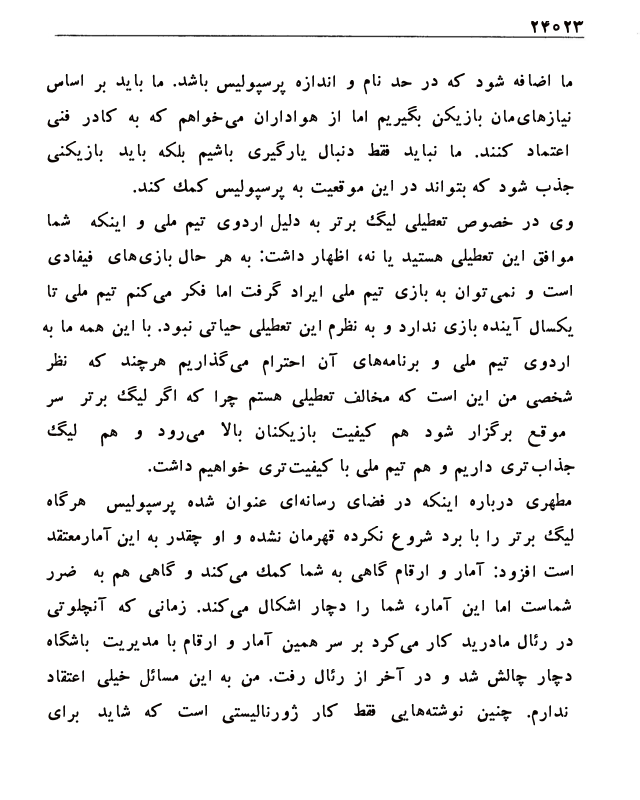 ۲۴۰۲۳
ما اضافه شود که در حد نام و اندازه پرسپولیس باشد. ما باید بر اساس
نیازهای‌مان بازیکن بگیریم اما از هواداران می‌خواهم که به کادر فنی
اعتماد کنند. ما نباید فقط دنبال یارگیری باشیم بلکه باید بازیکنی
جذب شود که بتواند در این موقعیت به پرسپولیس کمک کند.
وی در خصوص تعطیلی لیگ برتر به دلیل اردوی تیم ملی و اینکه شما
موافق این تعطیلی هستید یا نه، اظهار داشت: به هر حال بازی‌های فیفادی
است و نمی‌توان به بازی تیم ملی ایراد گرفت اما فکر می‌کنم تیم ملی تا
یکسال آینده بازی ندارد و به نظرم این تعطیلی حیاتی نبود. با این همه ما به
اردوی تیم ملی و برنامه‌های آن احترام می‌گذاریم هرچند که نظر
شخصی من این است که مخالف تعطیلی هستم چرا که اگر لیگ برتر سر
موقع برگزار شود هم کیفیت بازیکنان بالا می‌رود و هم لیگ
جذاب‌تری داریم و هم تیم ملی با کیفیت‌تری خواهیم داشت.
مطهری درباره اینکه در فضای رسانه‌ای عنوان شده پرسپولیس هرگاه
لیگ برتر را با برد شروع نکرده قهرمان نشده و او چقدر به این آمارمعتقد
است افزود: آمار و ارقام گاهی به شما کمک می‌کند و گاهی هم به ضرر
شماست اما این آمار، شما را دچار اشکال می‌کند. زمانی که آنچلوتی
در رئال مادرید کار می‌کرد بر سر همین آمار و ارقام با مدیریت باشگاه
دچار چالش شد و در آخر از رئال رفت. من به این مسائل خیلی اعتقاد
ندارم. چنین نوشته‌هایی فقط کار ژورنالیستی است که شاید برای